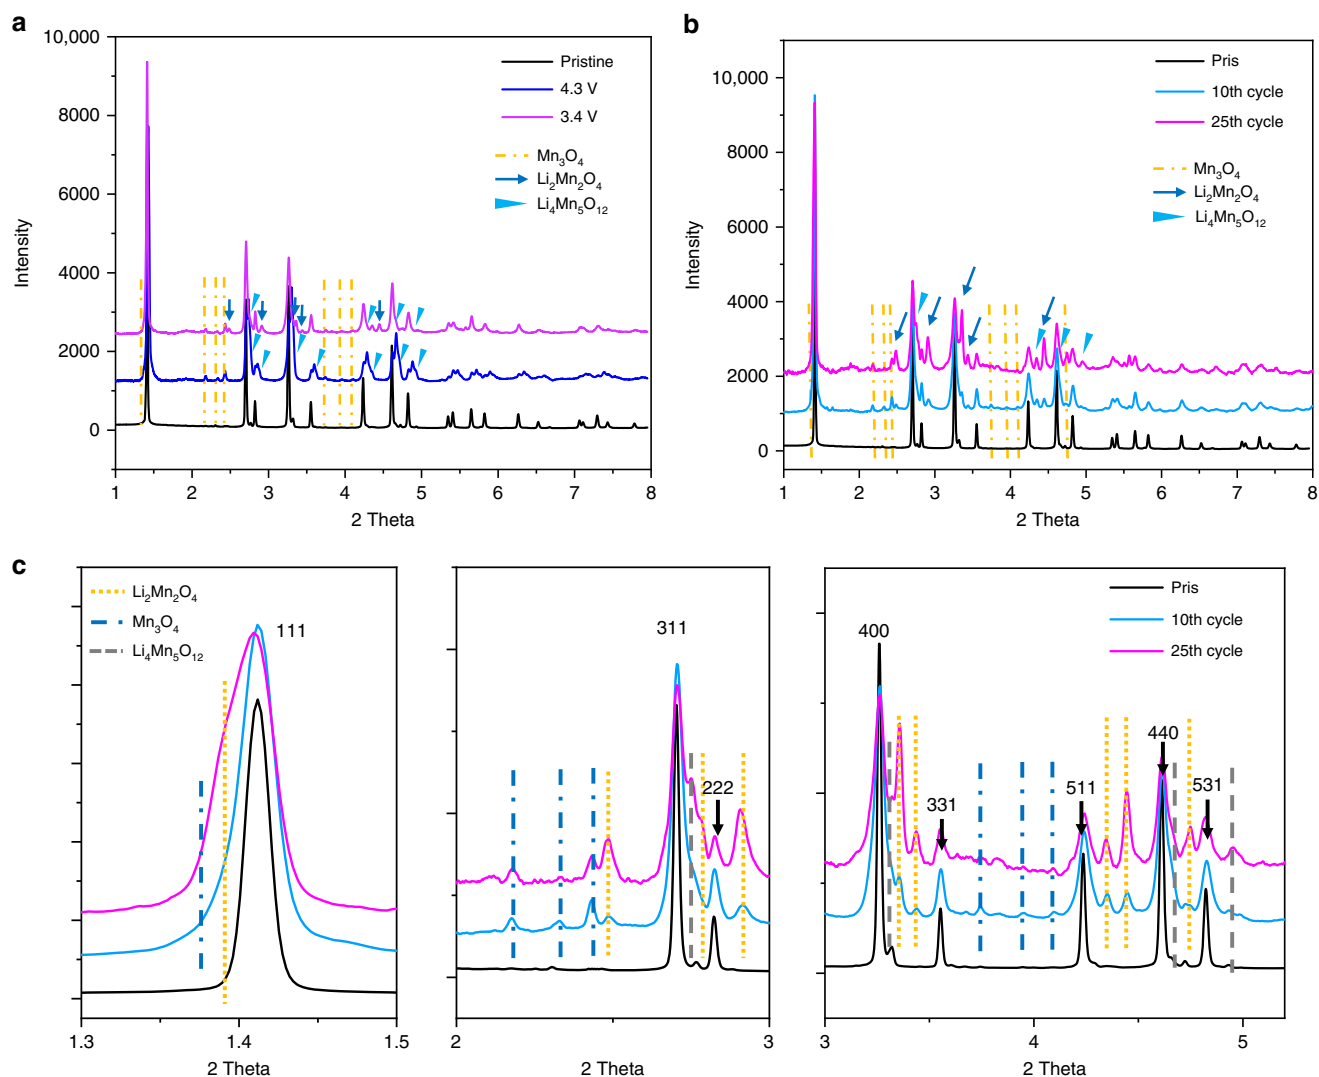 a
10,000
8000
6000
4000
2000
0
Intensity
1 2 3 4 5 6 7 8
2 Theta
Pristine
4.3 V
3.4 V
Mn3O4
Li2Mn2O4
Li4Mn5O12
b
10,000
8000
6000
4000
2000
0
Intensity
1 2 3 4 5 6 7 8
2 Theta
Pris
10th cycle
25th cycle
Mn3O4
Li2Mn2O4
Li4Mn5O12
c
Li2Mn2O4
Mn3O4
Li4Mn5O12
111
1.3 1.4 1.5
2 Theta
311
222
2 3
2 Theta
Pris
10th cycle
25th cycle
400
331
511
440
531
3 4 5
2 Theta